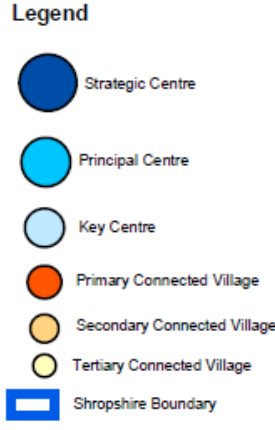 Legend
Strategic Centre
Principal Centre
Key Centre
Primary Connected Village
Secondary Connected Village
Tertiary Connected Village
Shropshire Boundary